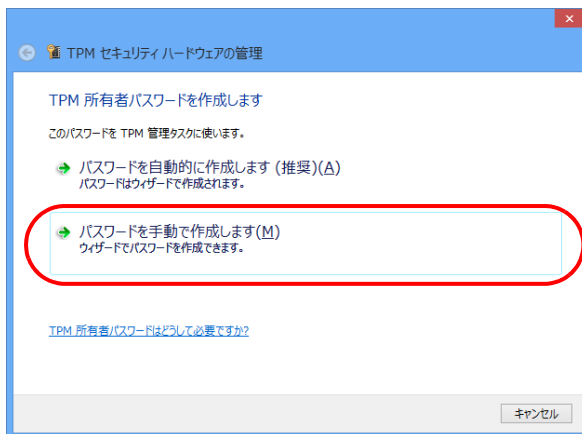 TPM セキュリティ ハードウェアの管理
TPM 所有者パスワードを作成します
このパスワードを TPM 管理タスクに使います。
パスワードを自動的に作成します (推奨)(A)
パスワードはウィザードで作成されます。
パスワードを手動で作成します(M)
ウィザードでパスワードを作成できます。
TPM 所有者パスワードはどうして必要ですか?
キャンセル